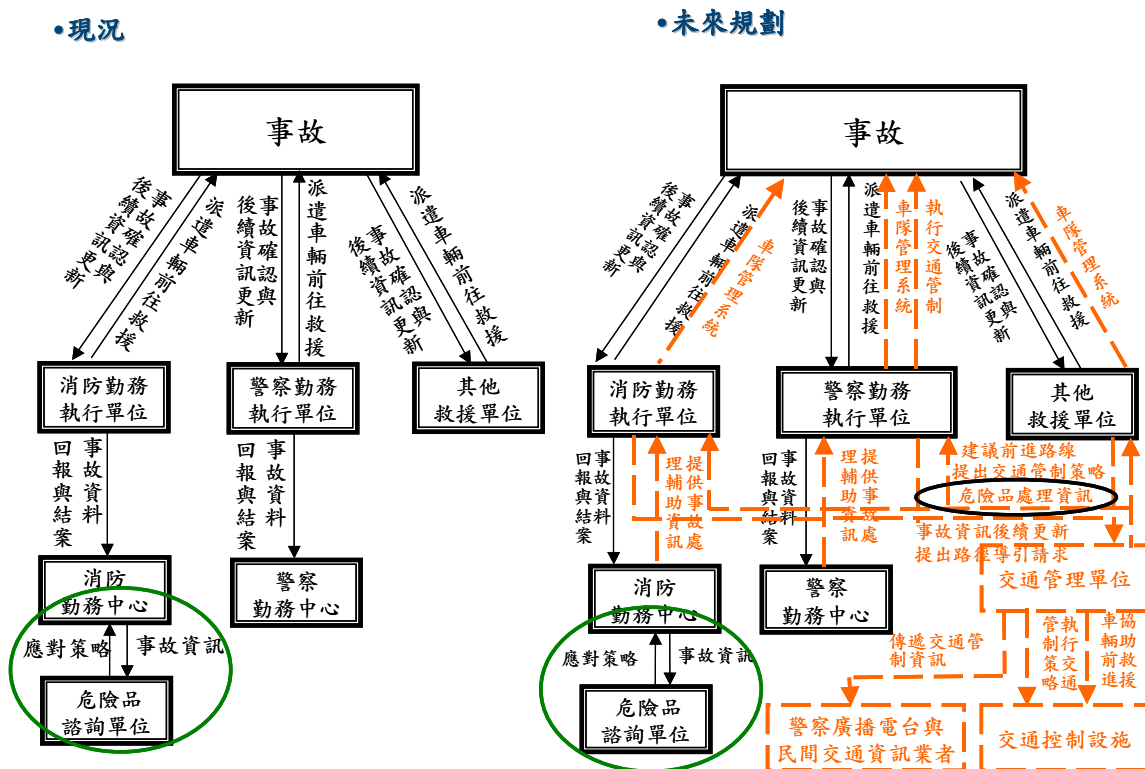 •現況
事故
事故確認與
後續資訊更新
派遣車輛前往救援
事故確認與
後續資訊更新
派遣車輛前往救援
事故確認與
後續資訊更新
派遣車輛前往救援
消防勤務
執行單位
警察勤務
執行單位
其他
救援單位
事故資料
回報與結案
事故資料
回報與結案
消防
勤務中心
警察
勤務中心
應對策略
事故資訊
危險品
諮詢單位
•未來規劃
事故
事故確認與
後續資訊更新
派遣車輛前往救援
車隊管理系統
事故確認與
後續資訊更新
派遣車輛前往救援
車隊管理系統
執行交通管制
事故確認與
後續資訊更新
派遣車輛前往救援
車隊管理系統
消防勤務
執行單位
警察勤務
執行單位
其他
救援單位
事故資料
回報與結案
提供事故處
理輔助資訊
事故資料
回報與結案
提供事故處
理輔助資訊
建議前進路線
提出交通管制策略
危險品處理資訊
事故資訊後續更新
提出路徑導引請求
消防
勤務中心
警察
勤務中心
交通管理單位
應對策略
事故資訊
危險品
諮詢單位
傳遞交通管
制資訊
執行交通
管制策略
協助救援
車輛前進
警察廣播電台與
民間交通資訊業者
交通控制設施